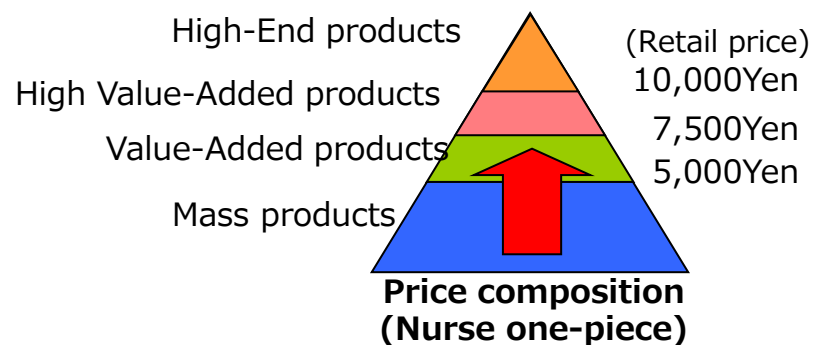 High-End products
(Retail price)
10,000Yen
High Value-Added products
7,500Yen
Value-Added products
5,000Yen
Mass products
Price composition
(Nurse one-piece)